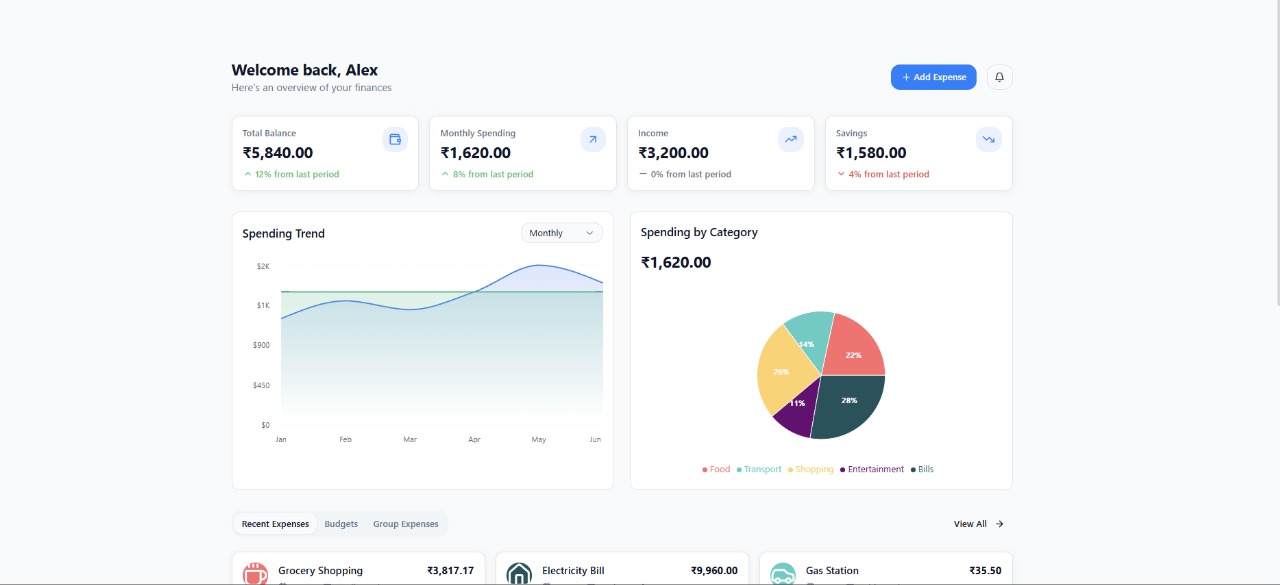 Welcome back, Alex
Here's an overview of your finances
+ Add Expense
Total Balance
₹5,840.00
12% from last period
Monthly Spending
₹1,620.00
8% from last period
Income
₹3,200.00
0% from last period
Savings
₹1,580.00
4% from last period
Spending Trend
Monthly
$2K
$1K
$900
$450
$0
Jan Feb Mar Apr May Jun
Spending by Category
₹1,620.00
14%
22%
26%
11%
28%
Food Transport Shopping Entertainment Bills
Recent Expenses Budgets Group Expenses
View All
Grocery Shopping ₹3,817.17
Electricity Bill ₹9,960.00
Gas Station ₹35.50